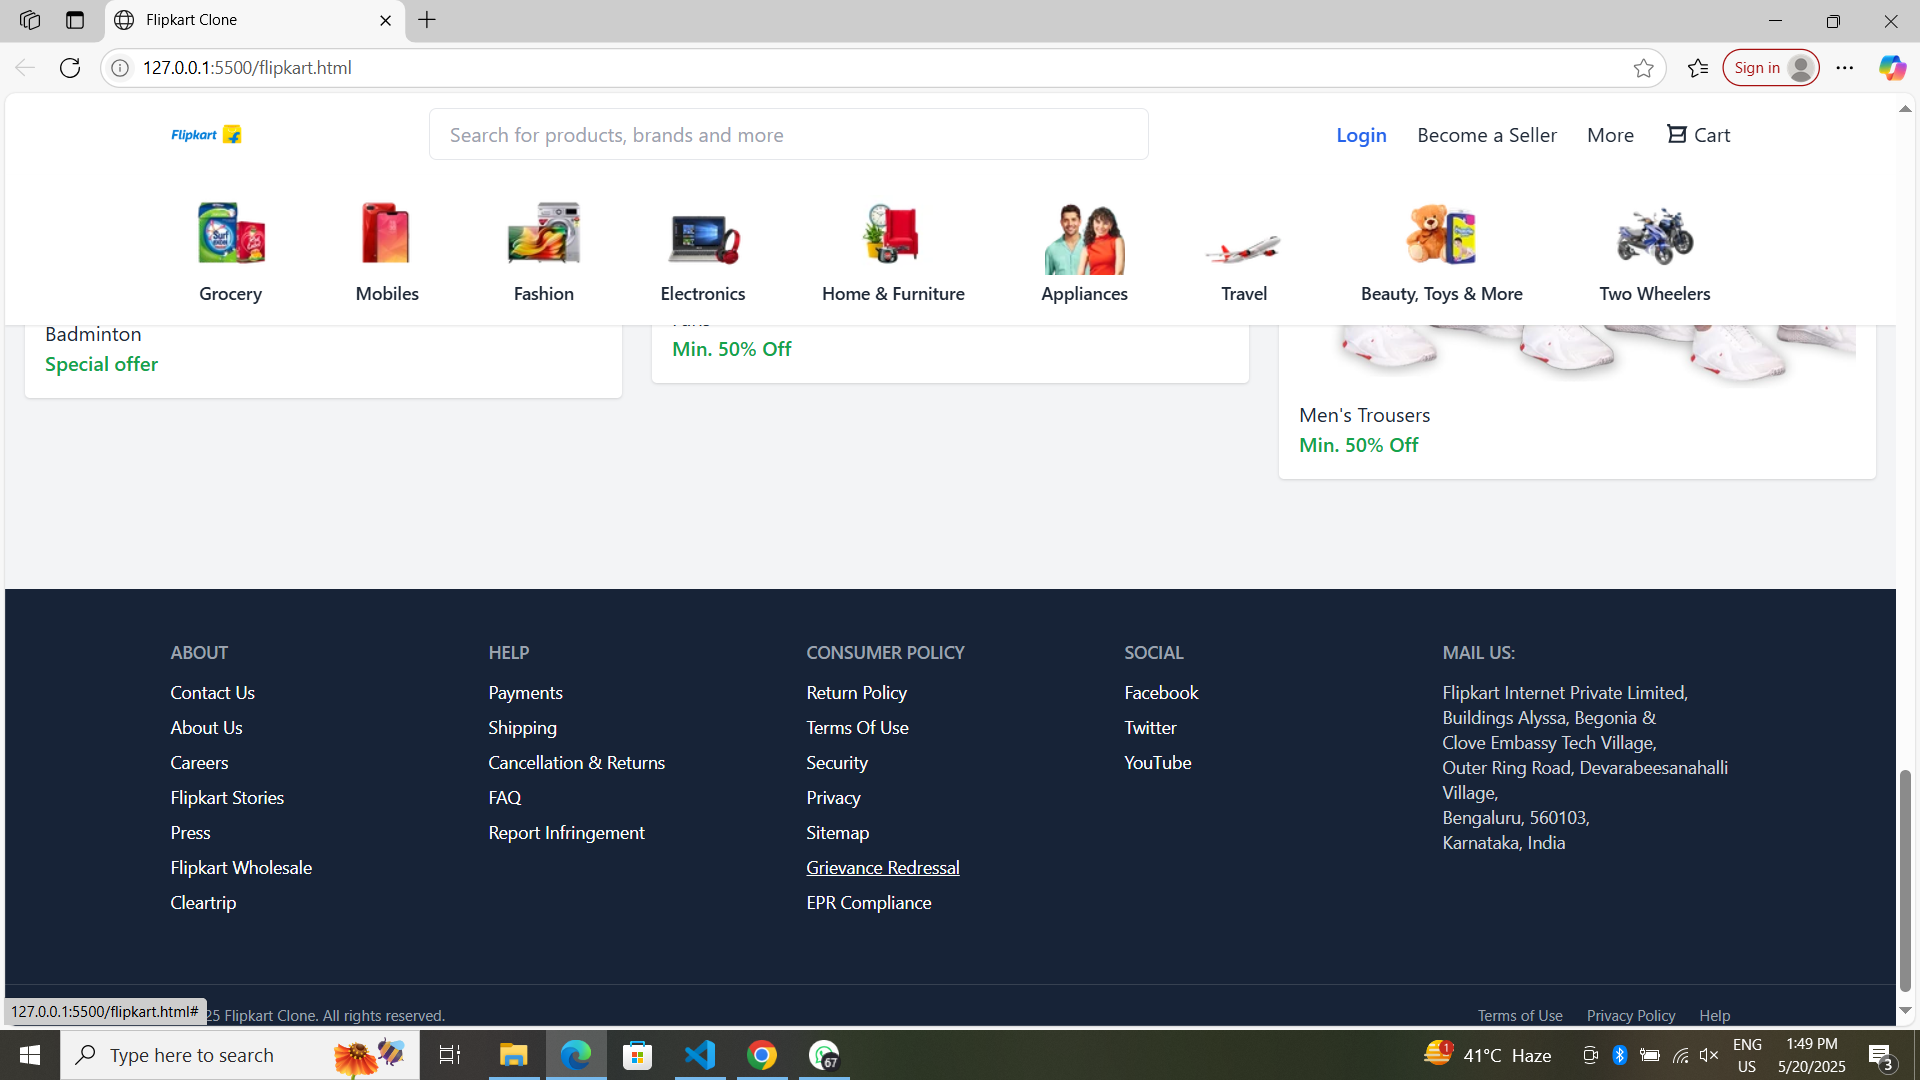 Flipkart Clone
127.0.0.1:5500/flipkart.html
Sign in
Flipkart
Search for products, brands and more
Login
Become a Seller
More
Cart
Grocery
Mobiles
Fashion
Electronics
Home & Furniture
Appliances
Travel
Beauty, Toys & More
Two Wheelers
Badminton
Special offer
Min. 50% Off
Men's Trousers
Min. 50% Off
ABOUT
Contact Us
About Us
Careers
Flipkart Stories
Press
Flipkart Wholesale
Cleartrip
HELP
Payments
Shipping
Cancellation & Returns
FAQ
Report Infringement
CONSUMER POLICY
Return Policy
Terms Of Use
Security
Privacy
Sitemap
Grievance Redressal
EPR Compliance
SOCIAL
Facebook
Twitter
YouTube
MAIL US:
Flipkart Internet Private Limited,
Buildings Alyssa, Begonia &
Clove Embassy Tech Village,
Outer Ring Road, Devarabeesanahalli
Village,
Bengaluru, 560103,
Karnataka, India
127.0.0.1:5500/flipkart.html#
25 Flipkart Clone. All rights reserved.
Terms of Use
Privacy Policy
Help
Type here to search
67
1
41°C Haze
ENG
US
1:49 PM
5/20/2025
3